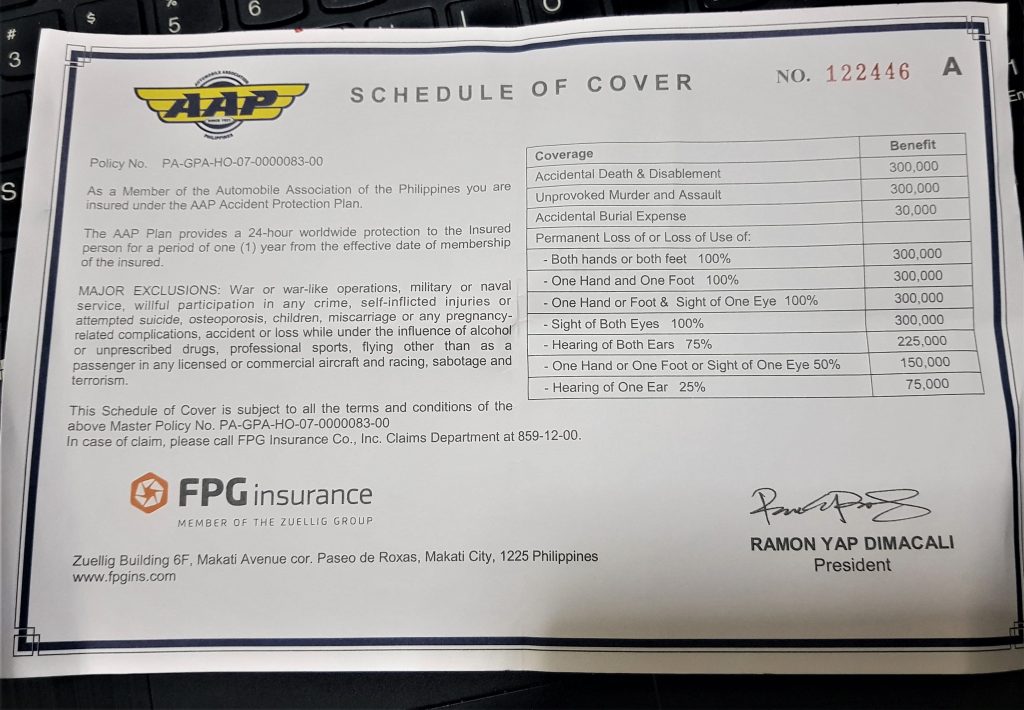 $
#
3
5
6
S
AUTOMOBILE ASSOCIATION
AAP
SINCE 1931
PHILIPPINES
SCHEDULE OF COVER
NO. 122446 A
Policy No. PA-GPA-HO-07-0000083-00
As a Member of the Automobile Association of the Philippines you are
insured under the AAP Accident Protection Plan.
The AAP Plan provides a 24-hour worldwide protection to the Insured
person for a period of one (1) year from the effective date of membership
of the insured.
MAJOR EXCLUSIONS: War or war-like operations, military or naval
service, willful participation in any crime, self-inflicted injuries or
attempted suicide, osteoporosis, children, miscarriage or any pregnancy-
related complications, accident or loss while under the influence of alcohol
or unprescribed drugs, professional sports, flying other than as a
passenger in any licensed or commercial aircraft and racing, sabotage and
terrorism.
This Schedule of Cover is subject to all the terms and conditions of the
above Master Policy No. PA-GPA-HO-07-0000083-00
In case of claim, please call FPG Insurance Co., Inc. Claims Department at 859-12-00.
Coverage Benefit
Accidental Death & Disablement 300,000
Unprovoked Murder and Assault 300,000
Accidental Burial Expense 30,000
Permanent Loss of or Loss of Use of:
- Both hands or both feet 100% 300,000
- One Hand and One Foot 100% 300,000
- One Hand or Foot & Sight of One Eye 100% 300,000
- Sight of Both Eyes 100% 300,000
- Hearing of Both Ears 75% 225,000
- One Hand or One Foot or Sight of One Eye 50% 150,000
- Hearing of One Ear 25% 75,000
FPG insurance
MEMBER OF THE ZUELLIG GROUP
Zuellig Building 6F, Makati Avenue cor. Paseo de Roxas, Makati City, 1225 Philippines
www.fpgins.com
RAMON YAP DIMACALI
President